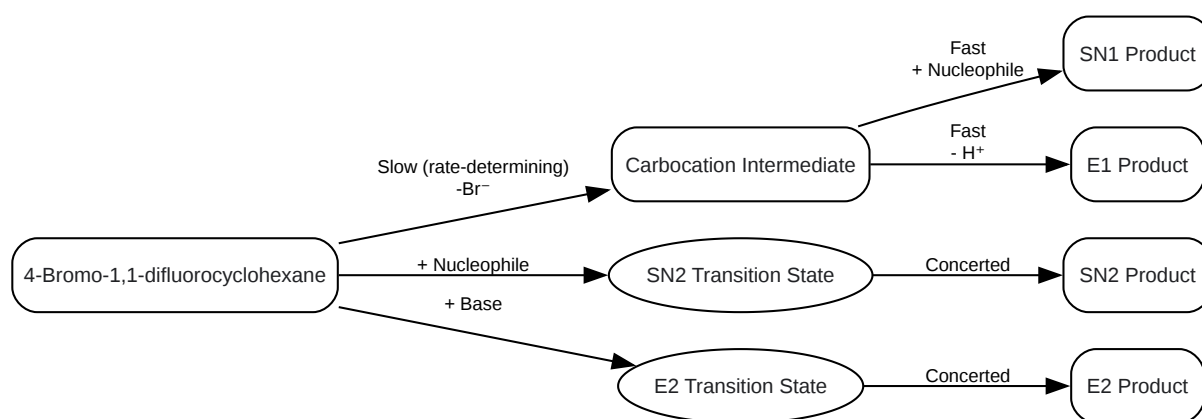 Fast
+ Nucleophile
SN1 Product
Slow (rate-determining)
-Br⁻
Carbocation Intermediate
Fast
- H⁺
E1 Product
4-Bromo-1,1-difluorocyclohexane
+ Nucleophile
SN2 Transition State
Concerted
SN2 Product
+ Base
E2 Transition State
Concerted
E2 Product